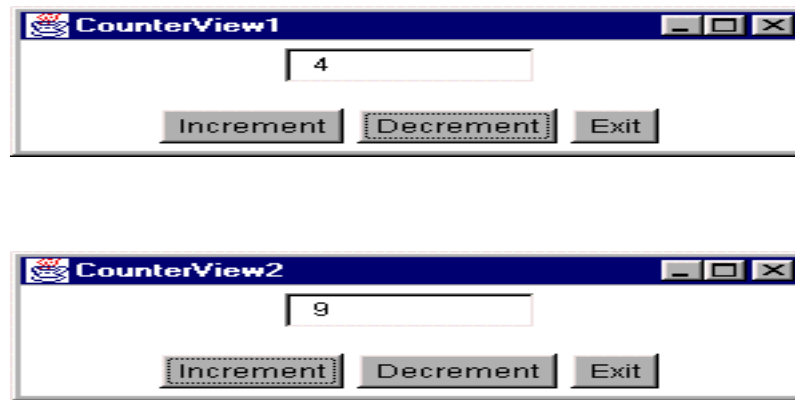 CounterView1
4
Increment Decrement Exit
CounterView2
9
Increment Decrement Exit